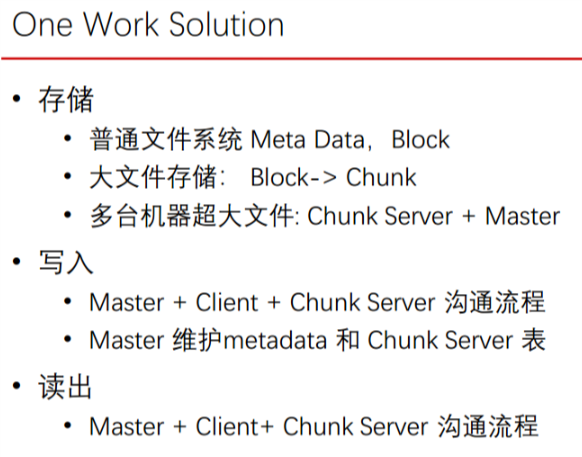 One Work Solution
• 存储
• 普通文件系统 Meta Data，Block
• 大文件存储： Block-> Chunk
• 多台机器超大文件: Chunk Server + Master
• 写入
• Master + Client + Chunk Server 沟通流程
• Master 维护metadata 和 Chunk Server 表
• 读出
• Master + Client+ Chunk Server 沟通流程